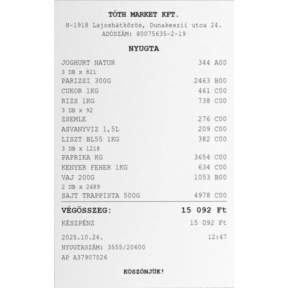 TÓTH MARKET KFT.
H-1918 Lajoshátkörös, Dunakeszii utca 24.
ADÓSZÁM: 80075635-2-19
NYUGTA
JOGHURT NATUR 344 A00
3 DB x 821
PARIZSI 300G 2463 B00
CUKOR 1KG 461 C00
RIZS 1KG 738 C00
3 DB x 92
ZSEMLE 276 C00
ASVANYVIZ 1,5L 209 C00
LISZT BL55 1KG 382 C00
3 DB x 1218
PAPRIKA KG 3654 C00
KENYER FEHER 1KG 634 C00
VAJ 200G 1053 B00
2 DB x 2489
SAJT TRAPPISTA 500G 4978 C00
VÉGÖSSZEG: 15 092 Ft
KÉSZPÉNZ 15 092 Ft
2025.10.26. 12:47
NYUGTASZÁM: 3555/20600
AP A37907026
KÖSZÖNJÜK!